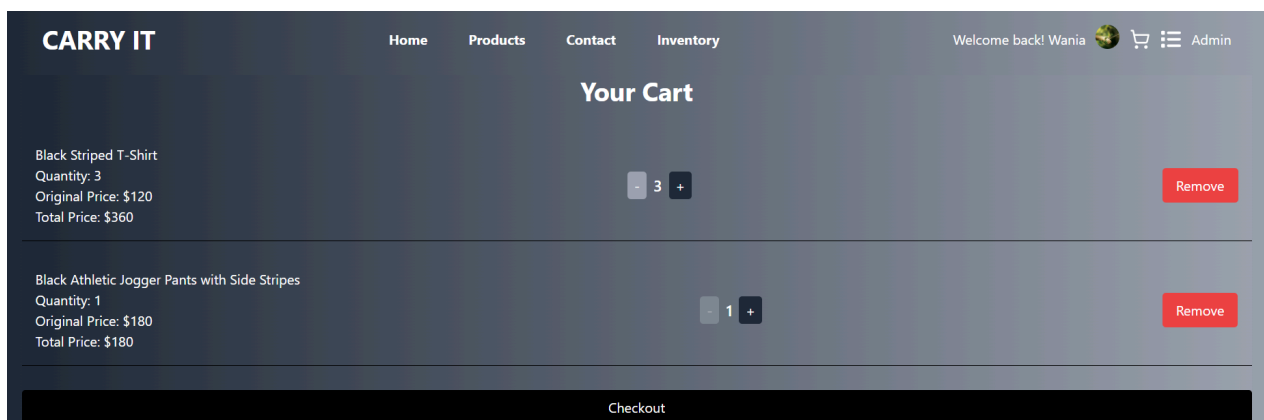 CARRY IT Home Products Contact Inventory Welcome back! Wania Admin
Your Cart
Black Striped T-Shirt
Quantity: 3
Original Price: $120
Total Price: $360
- 3 +
Remove
Black Athletic Jogger Pants with Side Stripes
Quantity: 1
Original Price: $180
Total Price: $180
- 1 +
Remove
Checkout